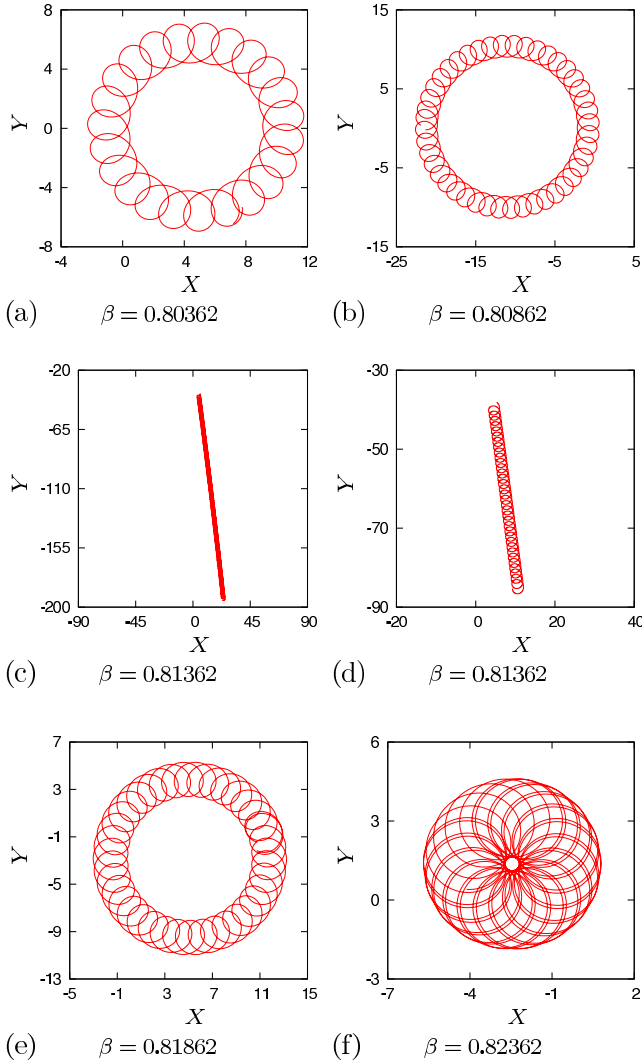 8
4
Y
0
-4
-8
-4 0 4 8 12
X
(a) β = 0.80362
15
5
Y
-5
-15
-25 -15 -5 5
X
(b) β = 0.80862
-20
-65
Y
-110
-155
-200
-90 -45 0 45 90
X
(c) β = 0.81362
-30
-50
Y
-70
-90
-20 0 20 40
X
(d) β = 0.81362
7
3
Y
-1
-5
-9
-13
-5 -1 3 7 11 15
X
(e) β = 0.81862
6
3
Y
0
-3
-7 -4 -1 2
X
(f) β = 0.82362